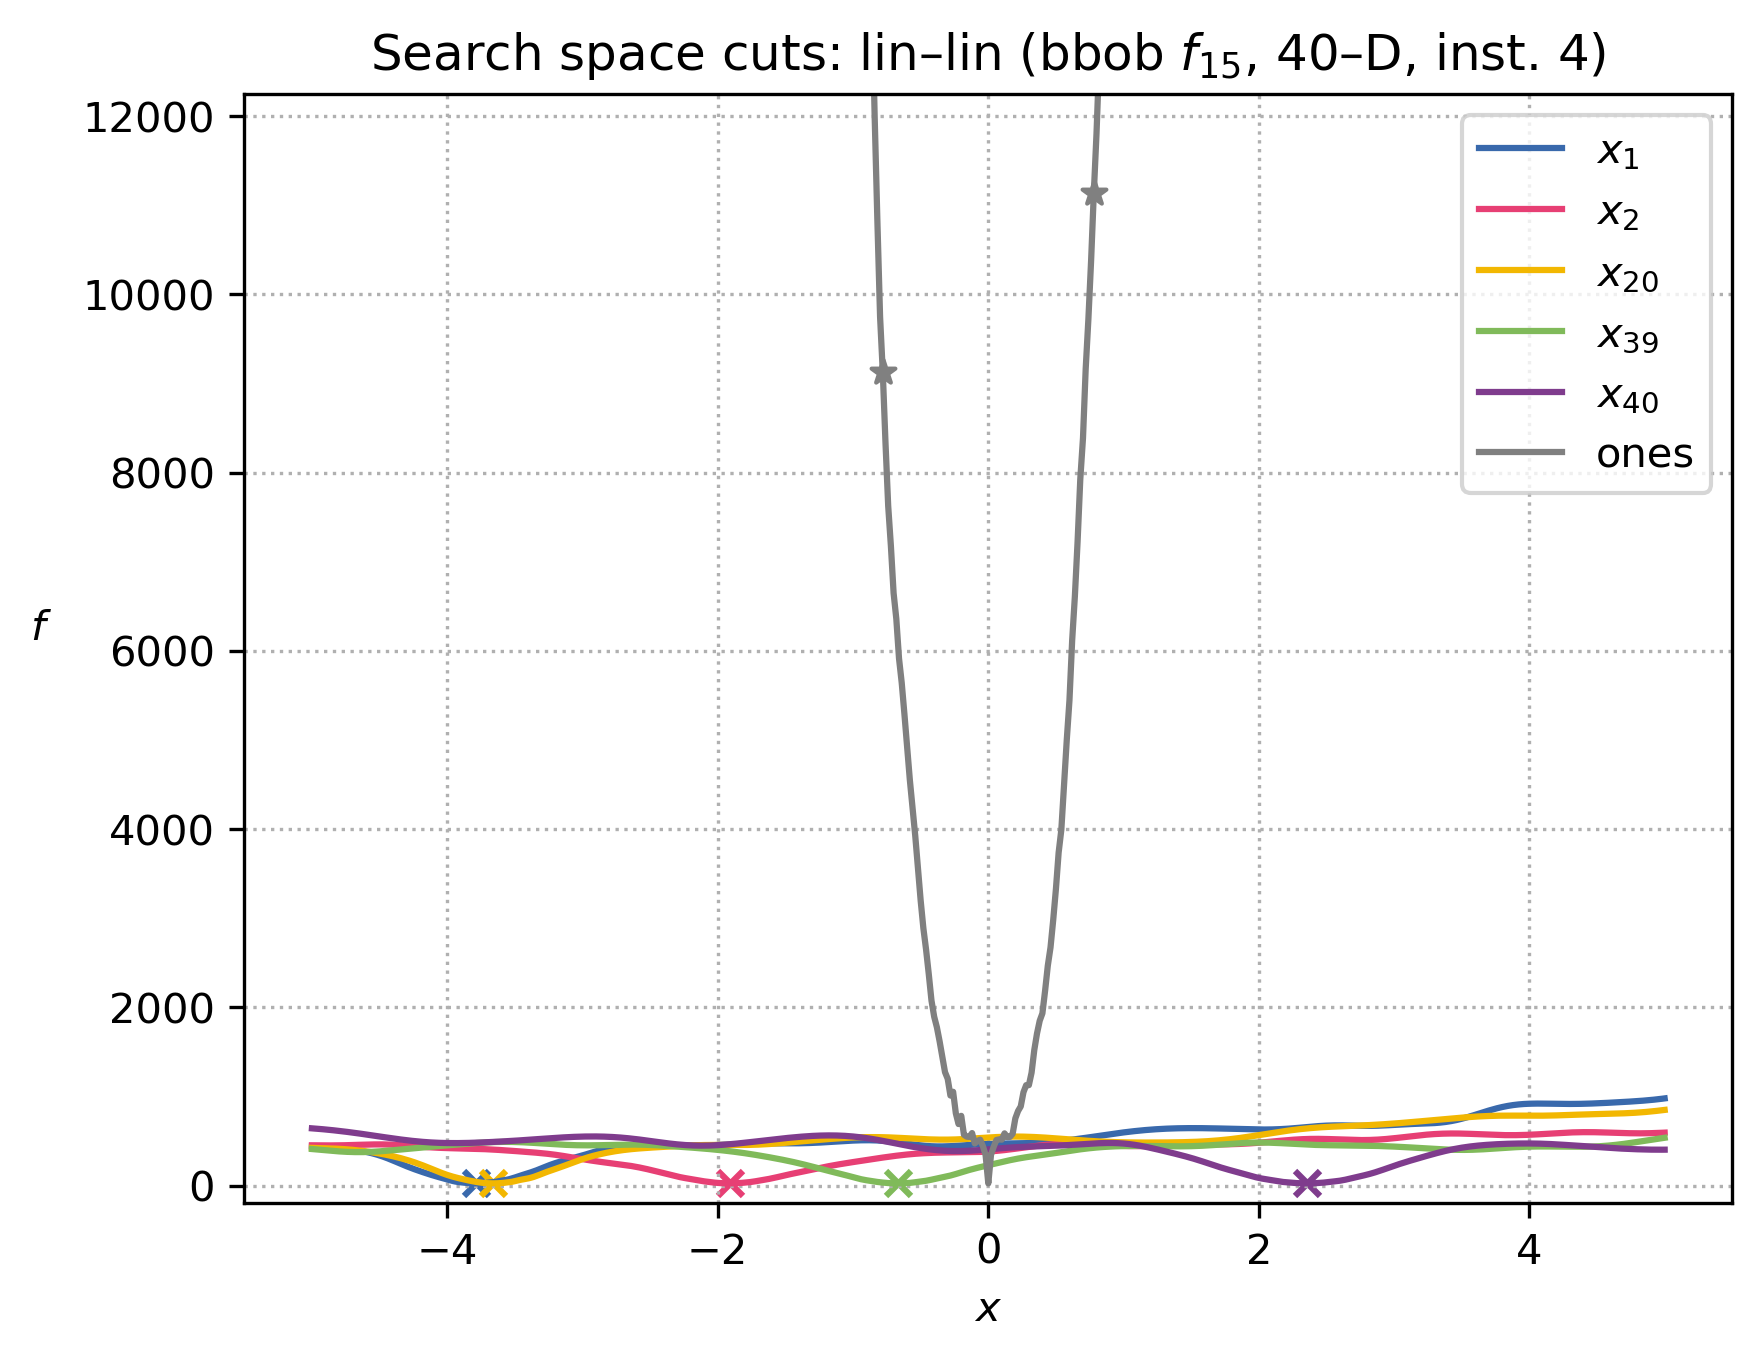 Search space cuts: lin–lin (bbob f15, 40–D, inst. 4)
12000
10000
8000
6000
4000
2000
0
f
−4
−2
0
2
4
x
x1
x2
x20
x39
x40
ones